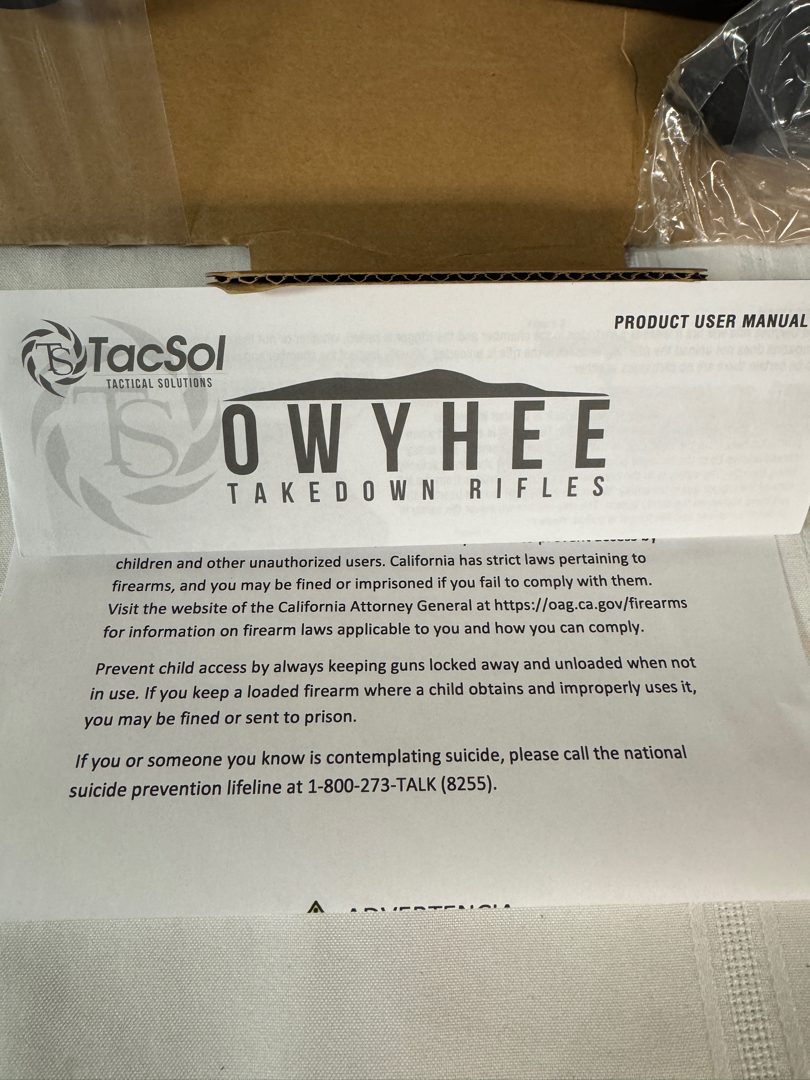 PRODUCT USER MANUAL
TS TacSol
TACTICAL SOLUTIONS
TS
OWYHEE
TAKEDOWN RIFLES
children and other unauthorized users. California has strict laws pertaining to
firearms, and you may be fined or imprisoned if you fail to comply with them.
Visit the website of the California Attorney General at https://oag.ca.gov/firearms
for information on firearm laws applicable to you and how you can comply.
Prevent child access by always keeping guns locked away and unloaded when not
in use. If you keep a loaded firearm where a child obtains and improperly uses it,
you may be fined or sent to prison.
If you or someone you know is contemplating suicide, please call the national
suicide prevention lifeline at 1-800-273-TALK (8255).
ADVERTENCIA